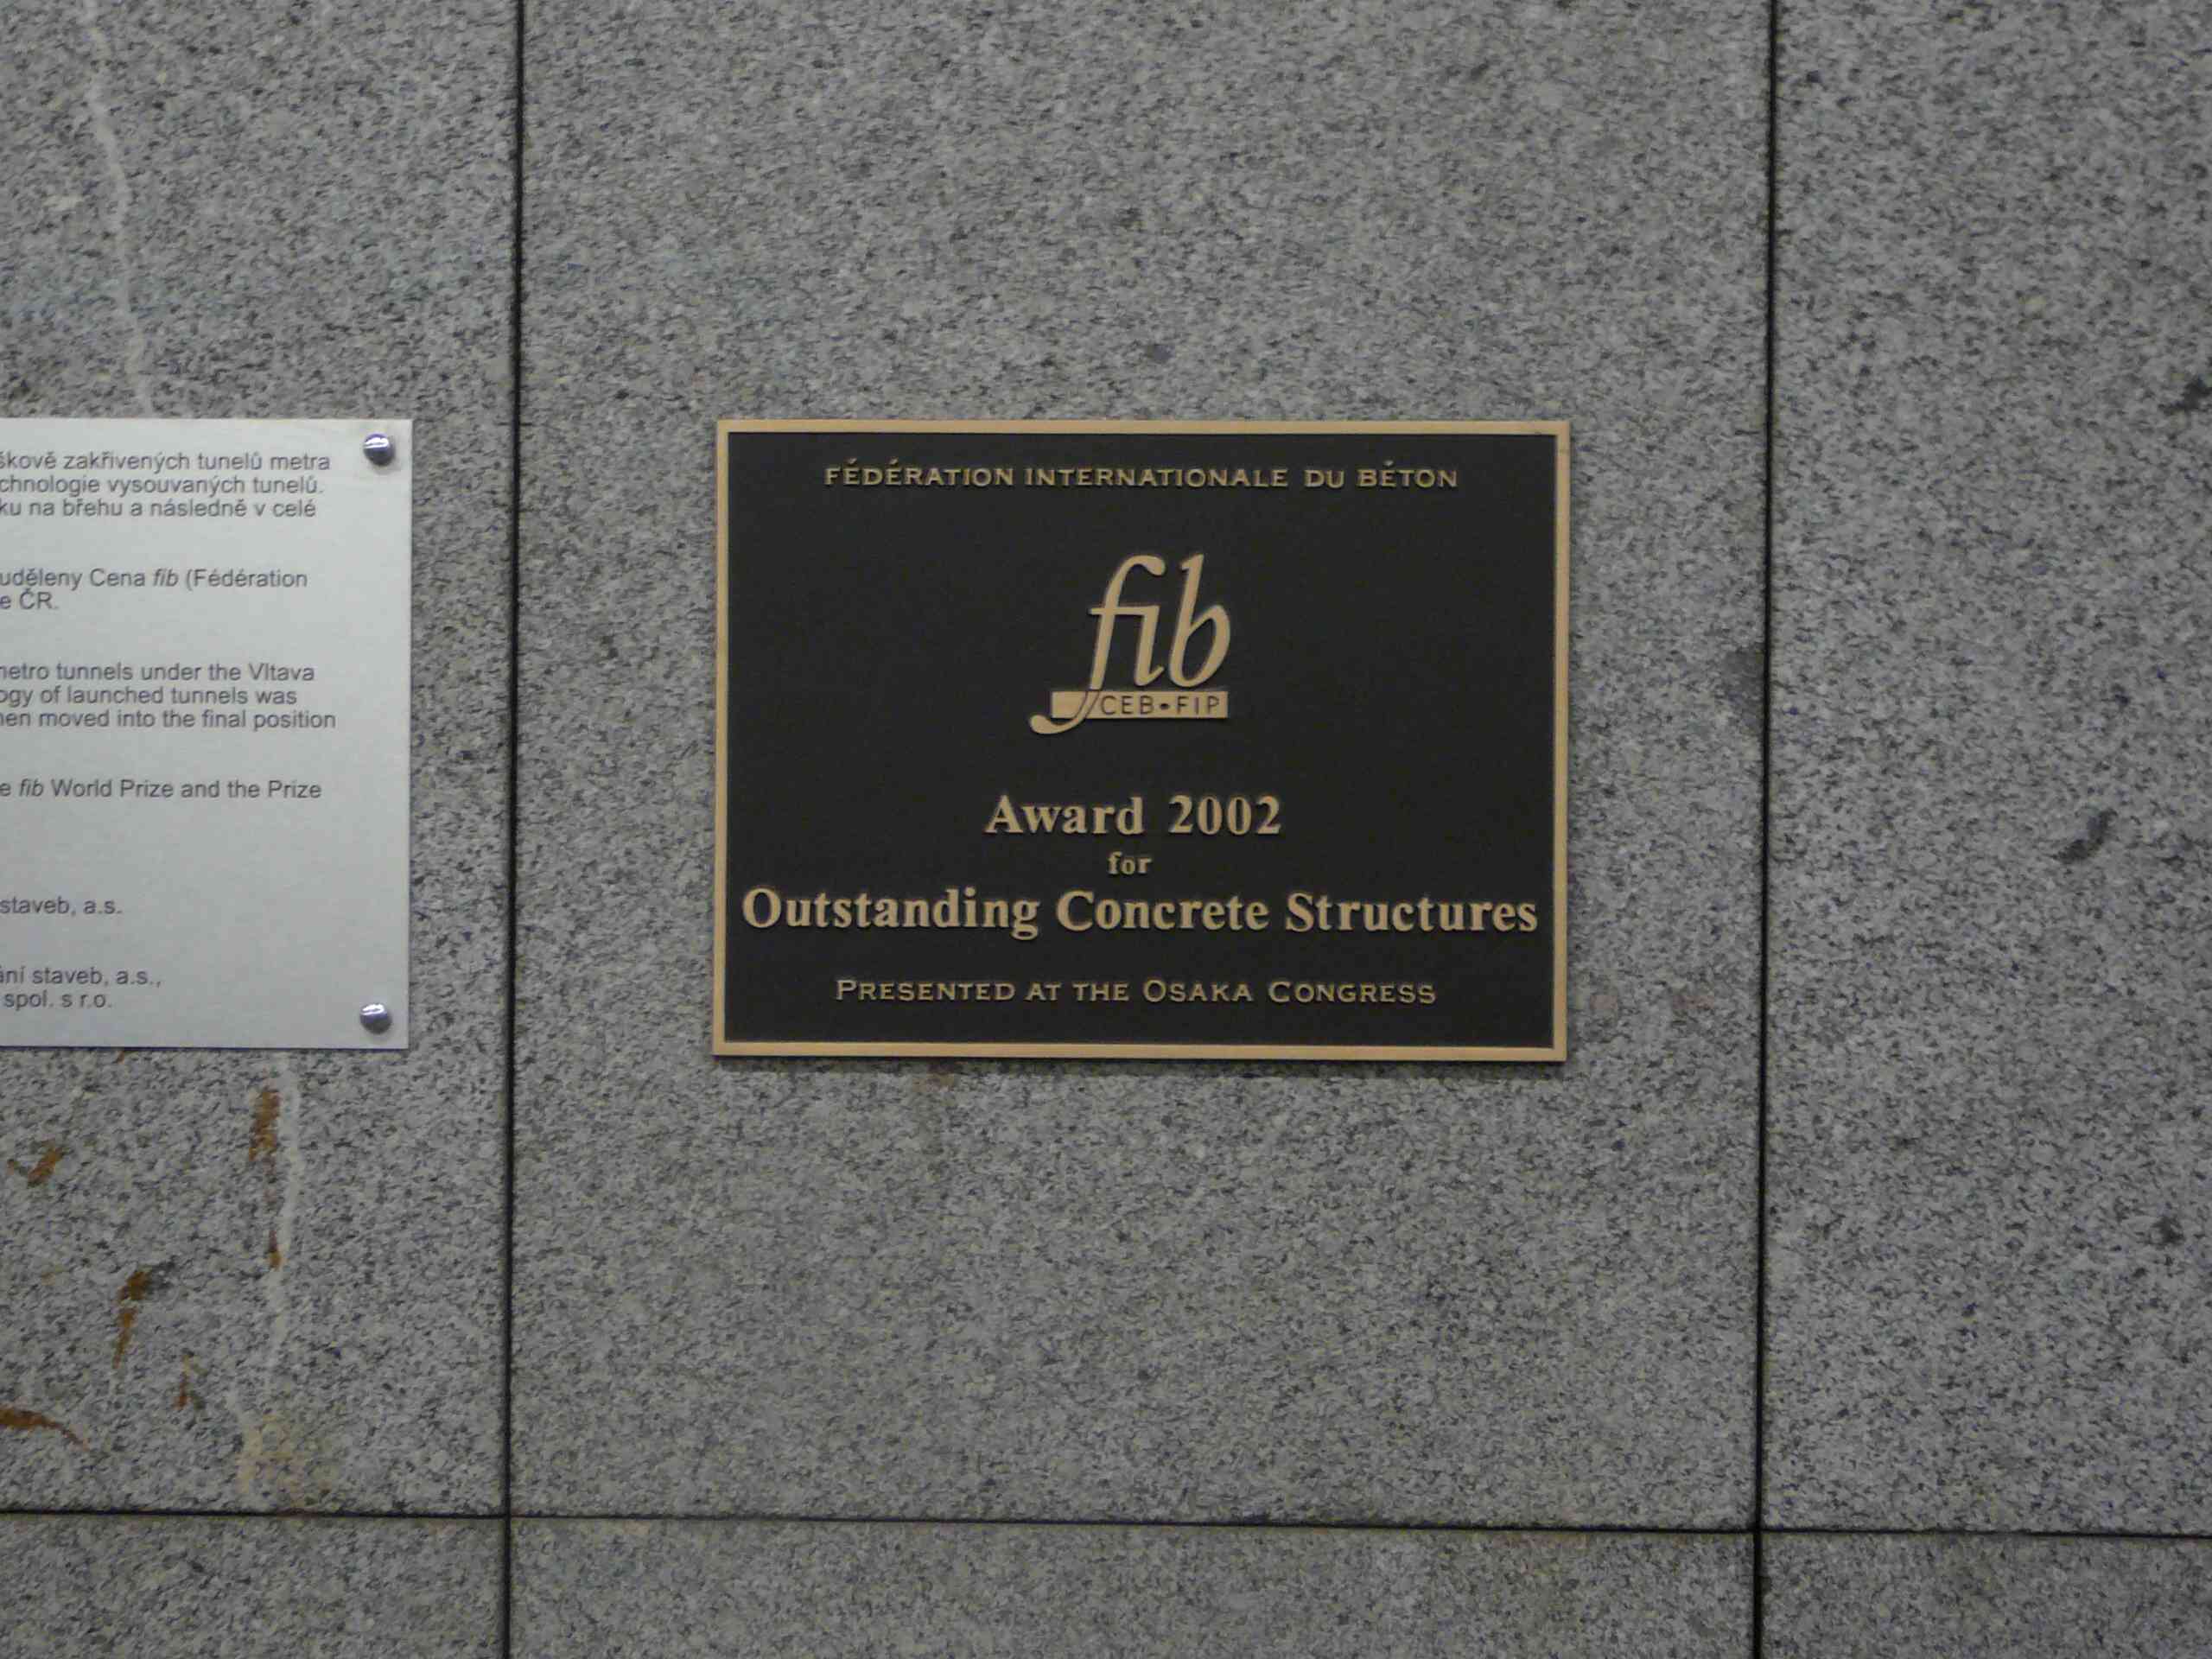 škově zakřivených tunelů metra
chnologie vysouvaných tunelů.
ku na břehu a následně v celé
uděleny Cena fib (Fédération
e ČR.
metro tunnels under the Vltava
ogy of launched tunnels was
hen moved into the final position
e fib World Prize and the Prize
staveb, a.s.
ání staveb, a.s.,
spol. s r.o.
FÉDÉRATION INTERNATIONALE DU BÉTON
fib
CEB•FIP
Award 2002
for
Outstanding Concrete Structures
PRESENTED AT THE OSAKA CONGRESS